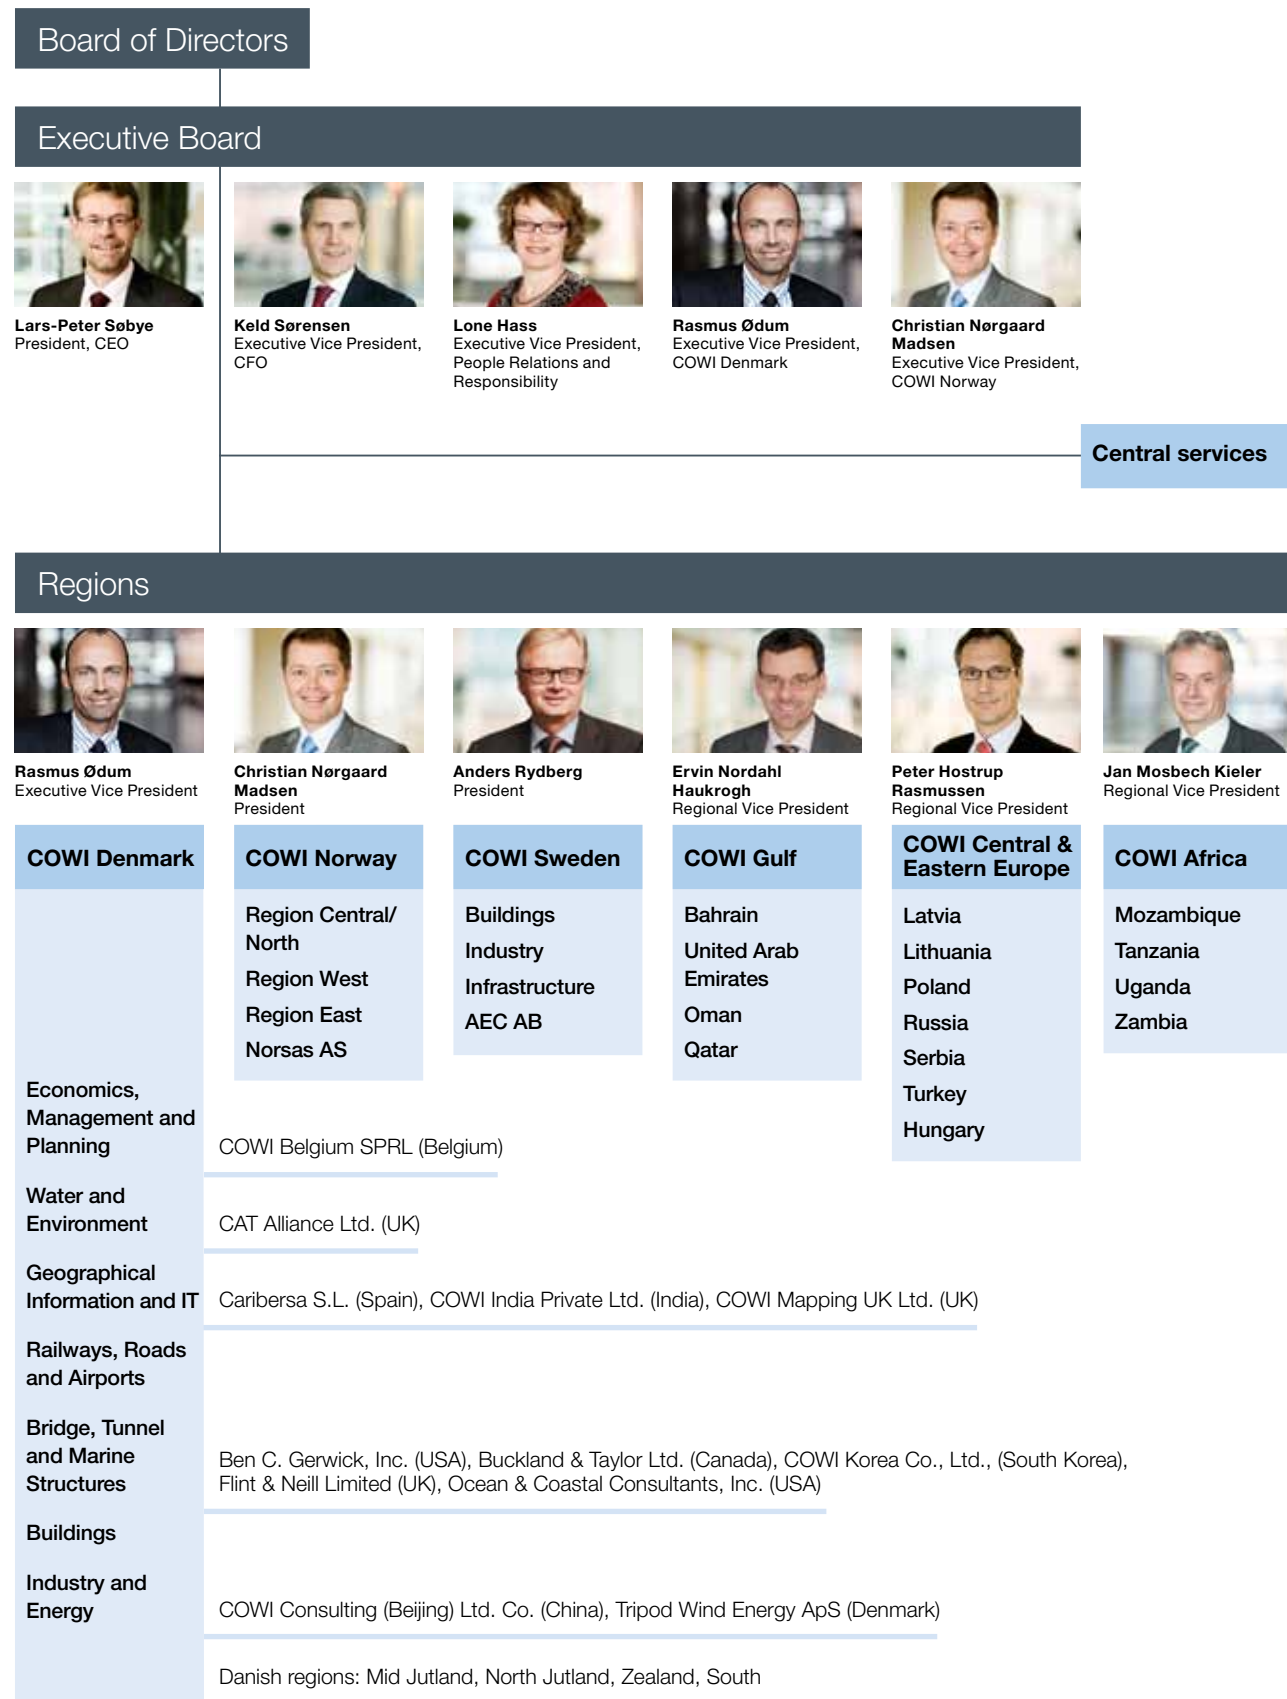 Board of Directors
Executive Board
Lars-Peter Søbye
President, CEO
Keld Sørensen
Executive Vice President,
CFO
Lone Hass
Executive Vice President,
People Relations and
Responsibility
Rasmus Ødum
Executive Vice President,
COWI Denmark
Christian Nørgaard
Madsen
Executive Vice President,
COWI Norway
Central services
Regions
Rasmus Ødum
Executive Vice President
Christian Nørgaard
Madsen
President
Anders Rydberg
President
Ervin Nordahl
Haukrogh
Regional Vice President
Peter Hostrup
Rasmussen
Regional Vice President
Jan Mosbech Kieler
Regional Vice President
COWI Denmark
COWI Norway
Region Central/
North
Region West
Region East
Norsas AS
COWI Sweden
Buildings
Industry
Infrastructure
AEC AB
COWI Gulf
Bahrain
United Arab
Emirates
Oman
Qatar
COWI Central &
Eastern Europe
Latvia
Lithuania
Poland
Russia
Serbia
Turkey
Hungary
COWI Africa
Mozambique
Tanzania
Uganda
Zambia
Economics,
Management and
Planning
COWI Belgium SPRL (Belgium)
Water and
Environment
CAT Alliance Ltd. (UK)
Geographical
Information and IT
Caribersa S.L. (Spain), COWI India Private Ltd. (India), COWI Mapping UK Ltd. (UK)
Railways, Roads
and Airports
Bridge, Tunnel
and Marine
Structures
Ben C. Gerwick, Inc. (USA), Buckland & Taylor Ltd. (Canada), COWI Korea Co., Ltd., (South Korea),
Flint & Neill Limited (UK), Ocean & Coastal Consultants, Inc. (USA)
Buildings
Industry and
Energy
COWI Consulting (Beijing) Ltd. Co. (China), Tripod Wind Energy ApS (Denmark)
Danish regions: Mid Jutland, North Jutland, Zealand, South